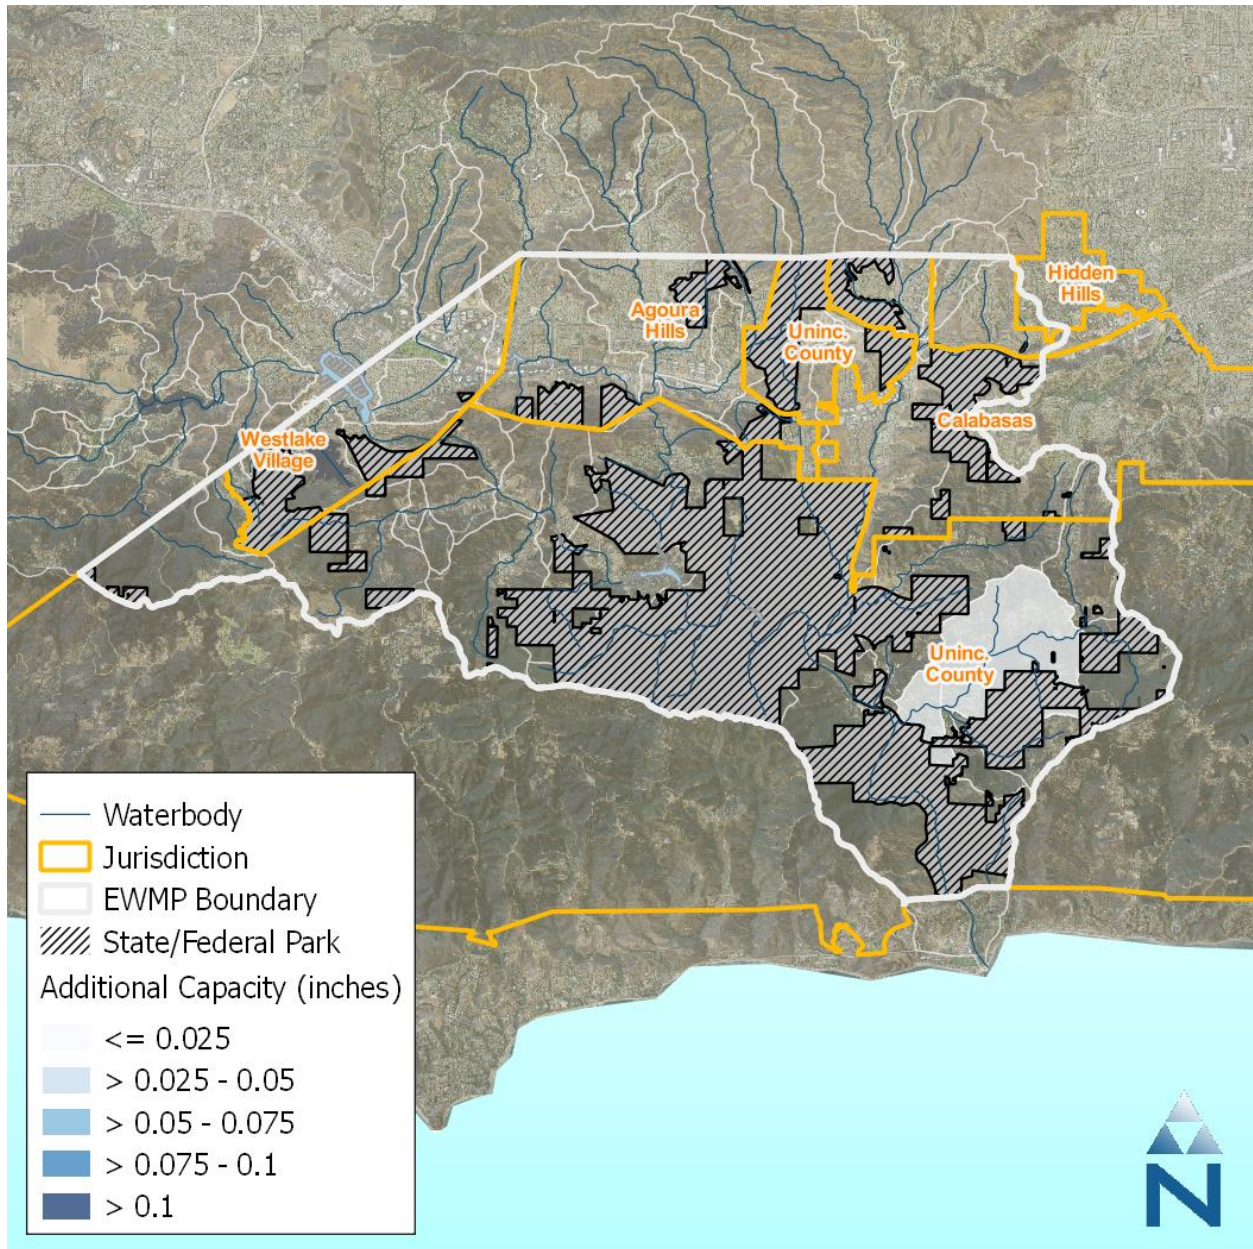 Hidden
Hills
Agoura
Hills
Uninc.
County
Calabasas
Westlake
Village
Uninc.
County
Waterbody
Jurisdiction
EWMP Boundary
State/Federal Park
Additional Capacity (inches)
<= 0.025
> 0.025 - 0.05
> 0.05 - 0.075
> 0.075 - 0.1
> 0.1
N